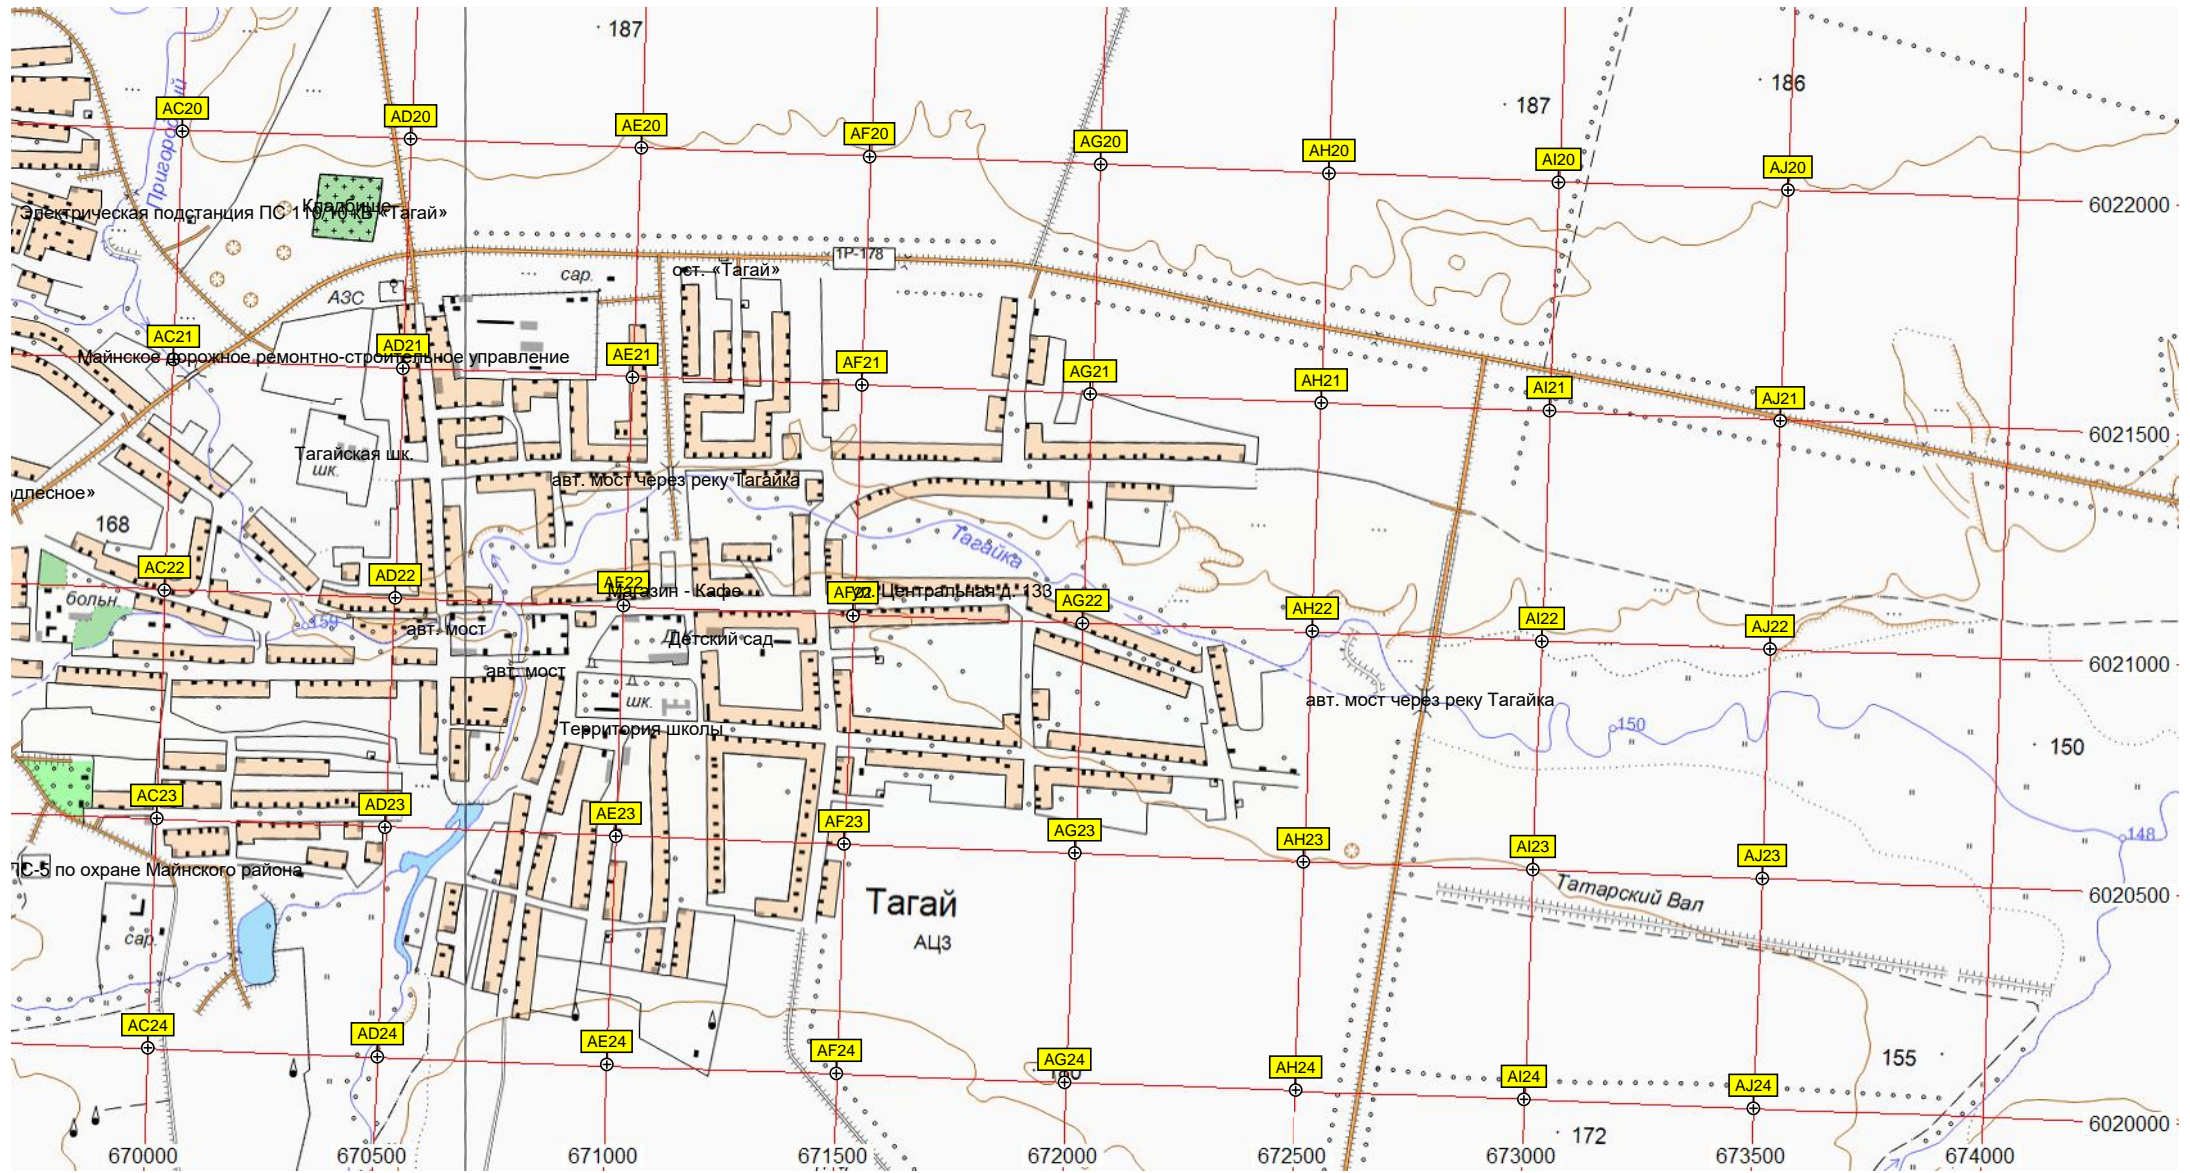 187
186
187
AC20
AD20
AE20
AF20
AG20
AH20
AI20
AJ20
Пригородный
Кладбище
Электрическая подстанция ПС 110/10 кВ «Тагай»
6022000
1Р-178
ост. «Тагай»
сар.
АЗС
AC21
AD21
AE21
AF21
AG21
AH21
AI21
AJ21
Майнское дорожное ремонтно-строительное управление
6021500
Тагайская шк.
шк.
авт. мост через реку Тагайка
одлесное»
168
Тагайка
AC22
AD22
AE22
AF22
AG22
AH22
AI22
AJ22
больн.
Магазин - Кафе
ул. Центральная д. 133
159
авт. мост
Детский сад
авт. мост
6021000
шк.
авт. мост через реку Тагайка
Территория школы
150
150
AC23
AD23
AE23
AF23
AG23
AH23
AI23
AJ23
148
ПС-5 по охране Майнского района
Татарский Вал
6020500
Тагай
АЦЗ
сар.
AC24
AD24
AE24
AF24
AG24
AH24
AI24
AJ24
155
172
6020000
670000
670500
671000
671500
672000
672500
673000
673500
674000